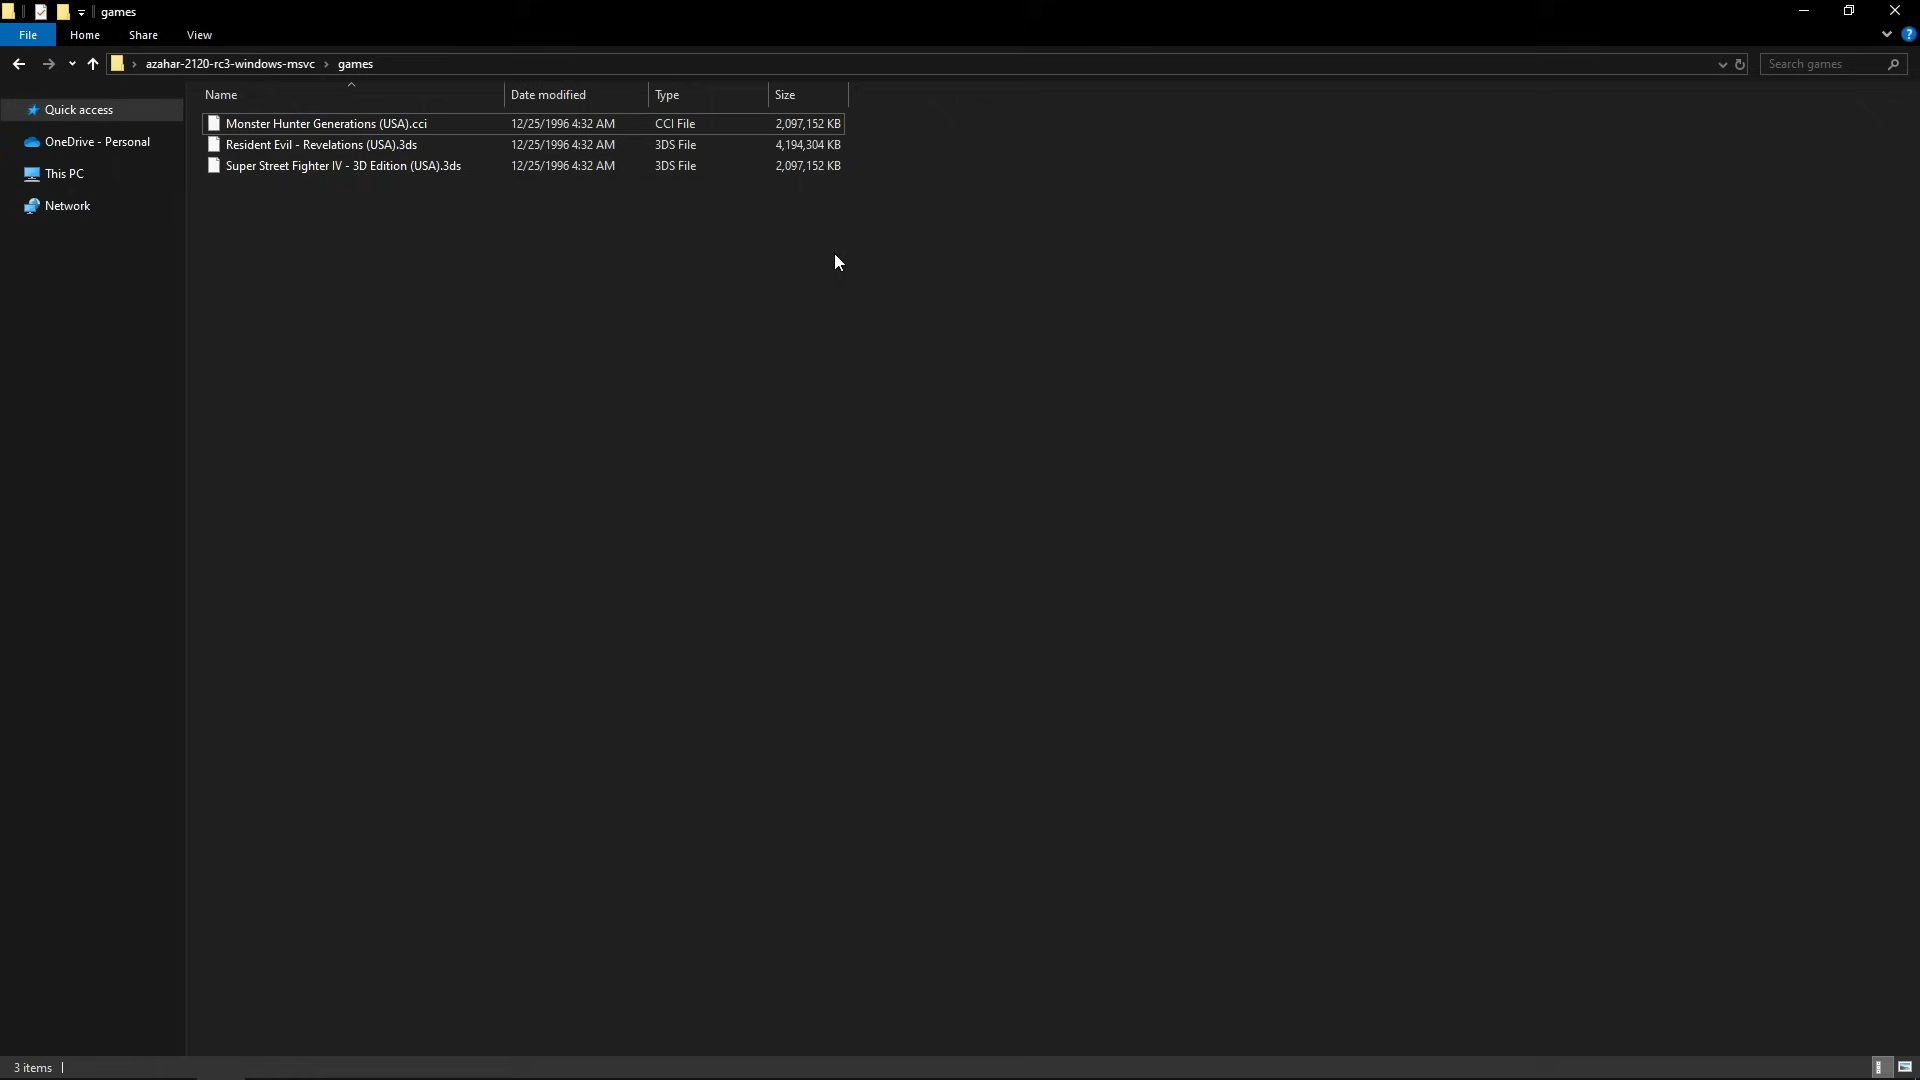 games
File Home Share View
azahar-2120-rc3-windows-msvc › games Search games
Name Date modified Type Size
Quick access
OneDrive - Personal
This PC
Network
Monster Hunter Generations (USA).cci 12/25/1996 4:32 AM CCI File 2,097,152 KB
Resident Evil - Revelations (USA).3ds 12/25/1996 4:32 AM 3DS File 4,194,304 KB
Super Street Fighter IV - 3D Edition (USA).3ds 12/25/1996 4:32 AM 3DS File 2,097,152 KB
3 items